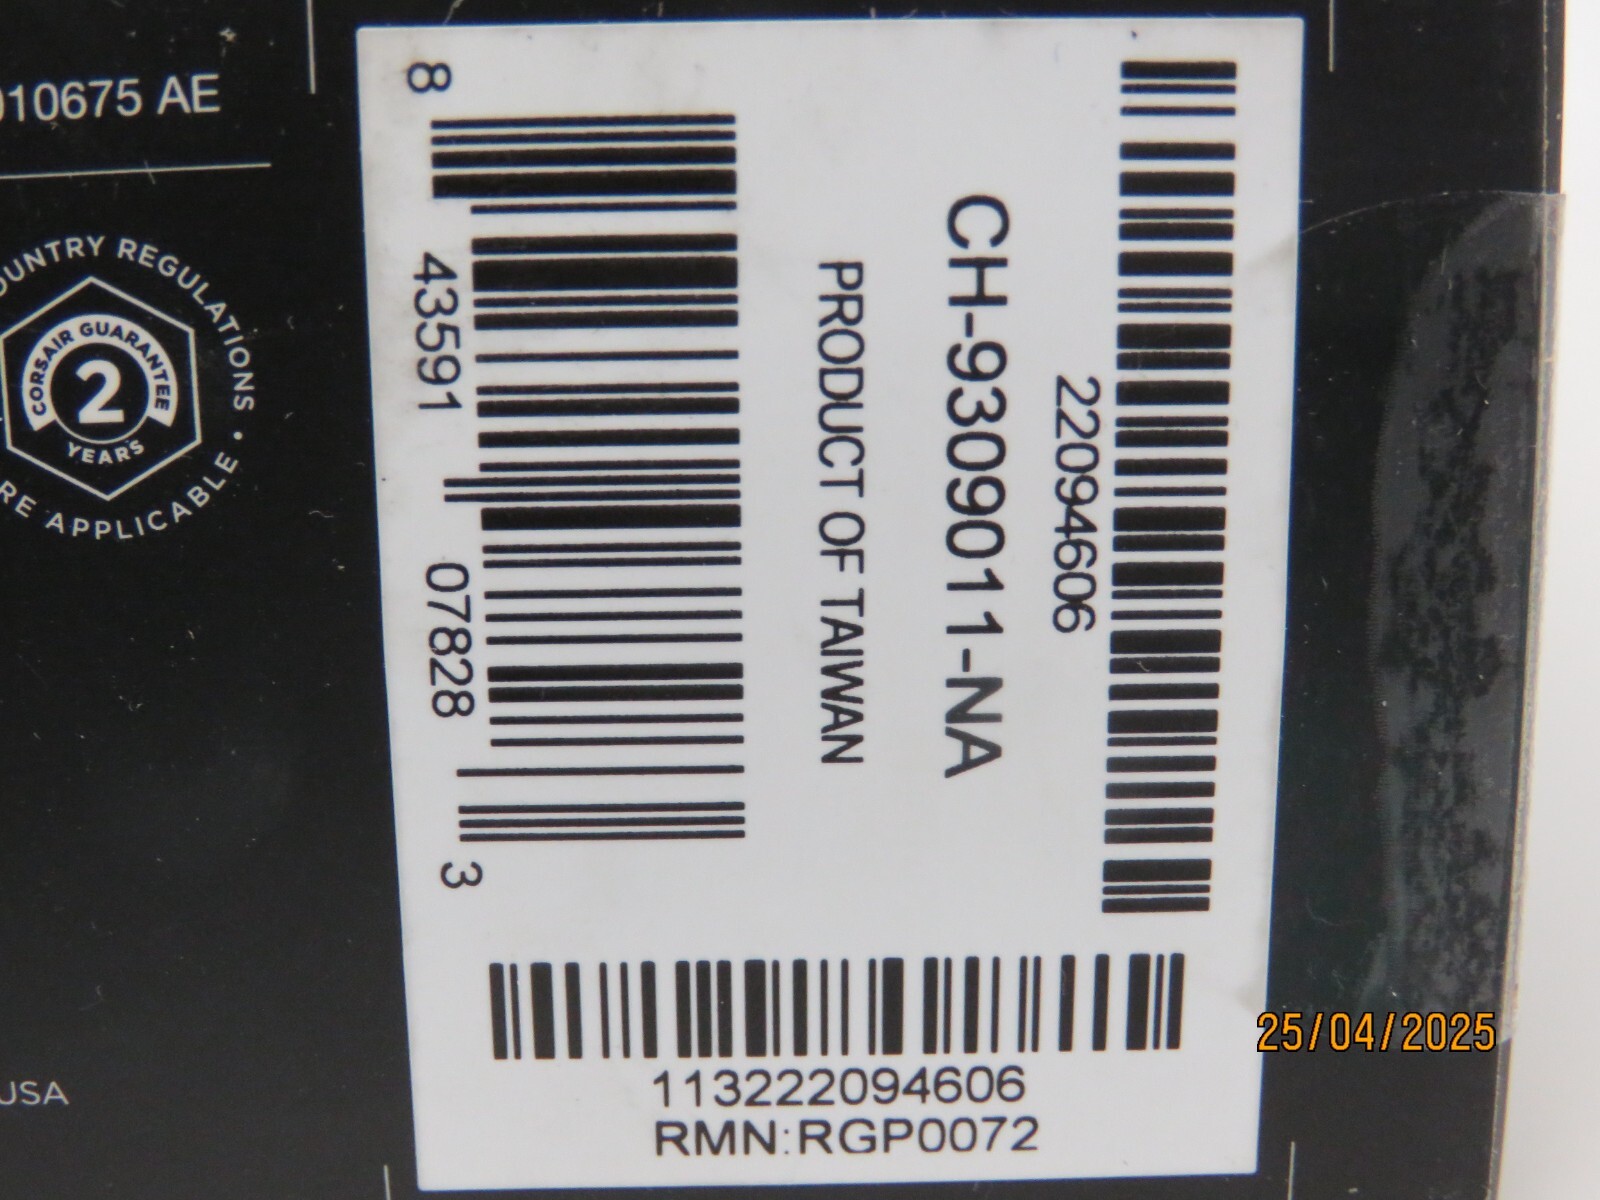 010675 AE
COUNTRY REGULATIONS •
RE APPLICABLE
CORSAIR GUARANTEE
2
YEARS
USA
8 43591 07828 3
PRODUCT OF TAIWAN
CH-9309011-NA
22094606
113222094606
RMN:RGP0072
25/04/2025